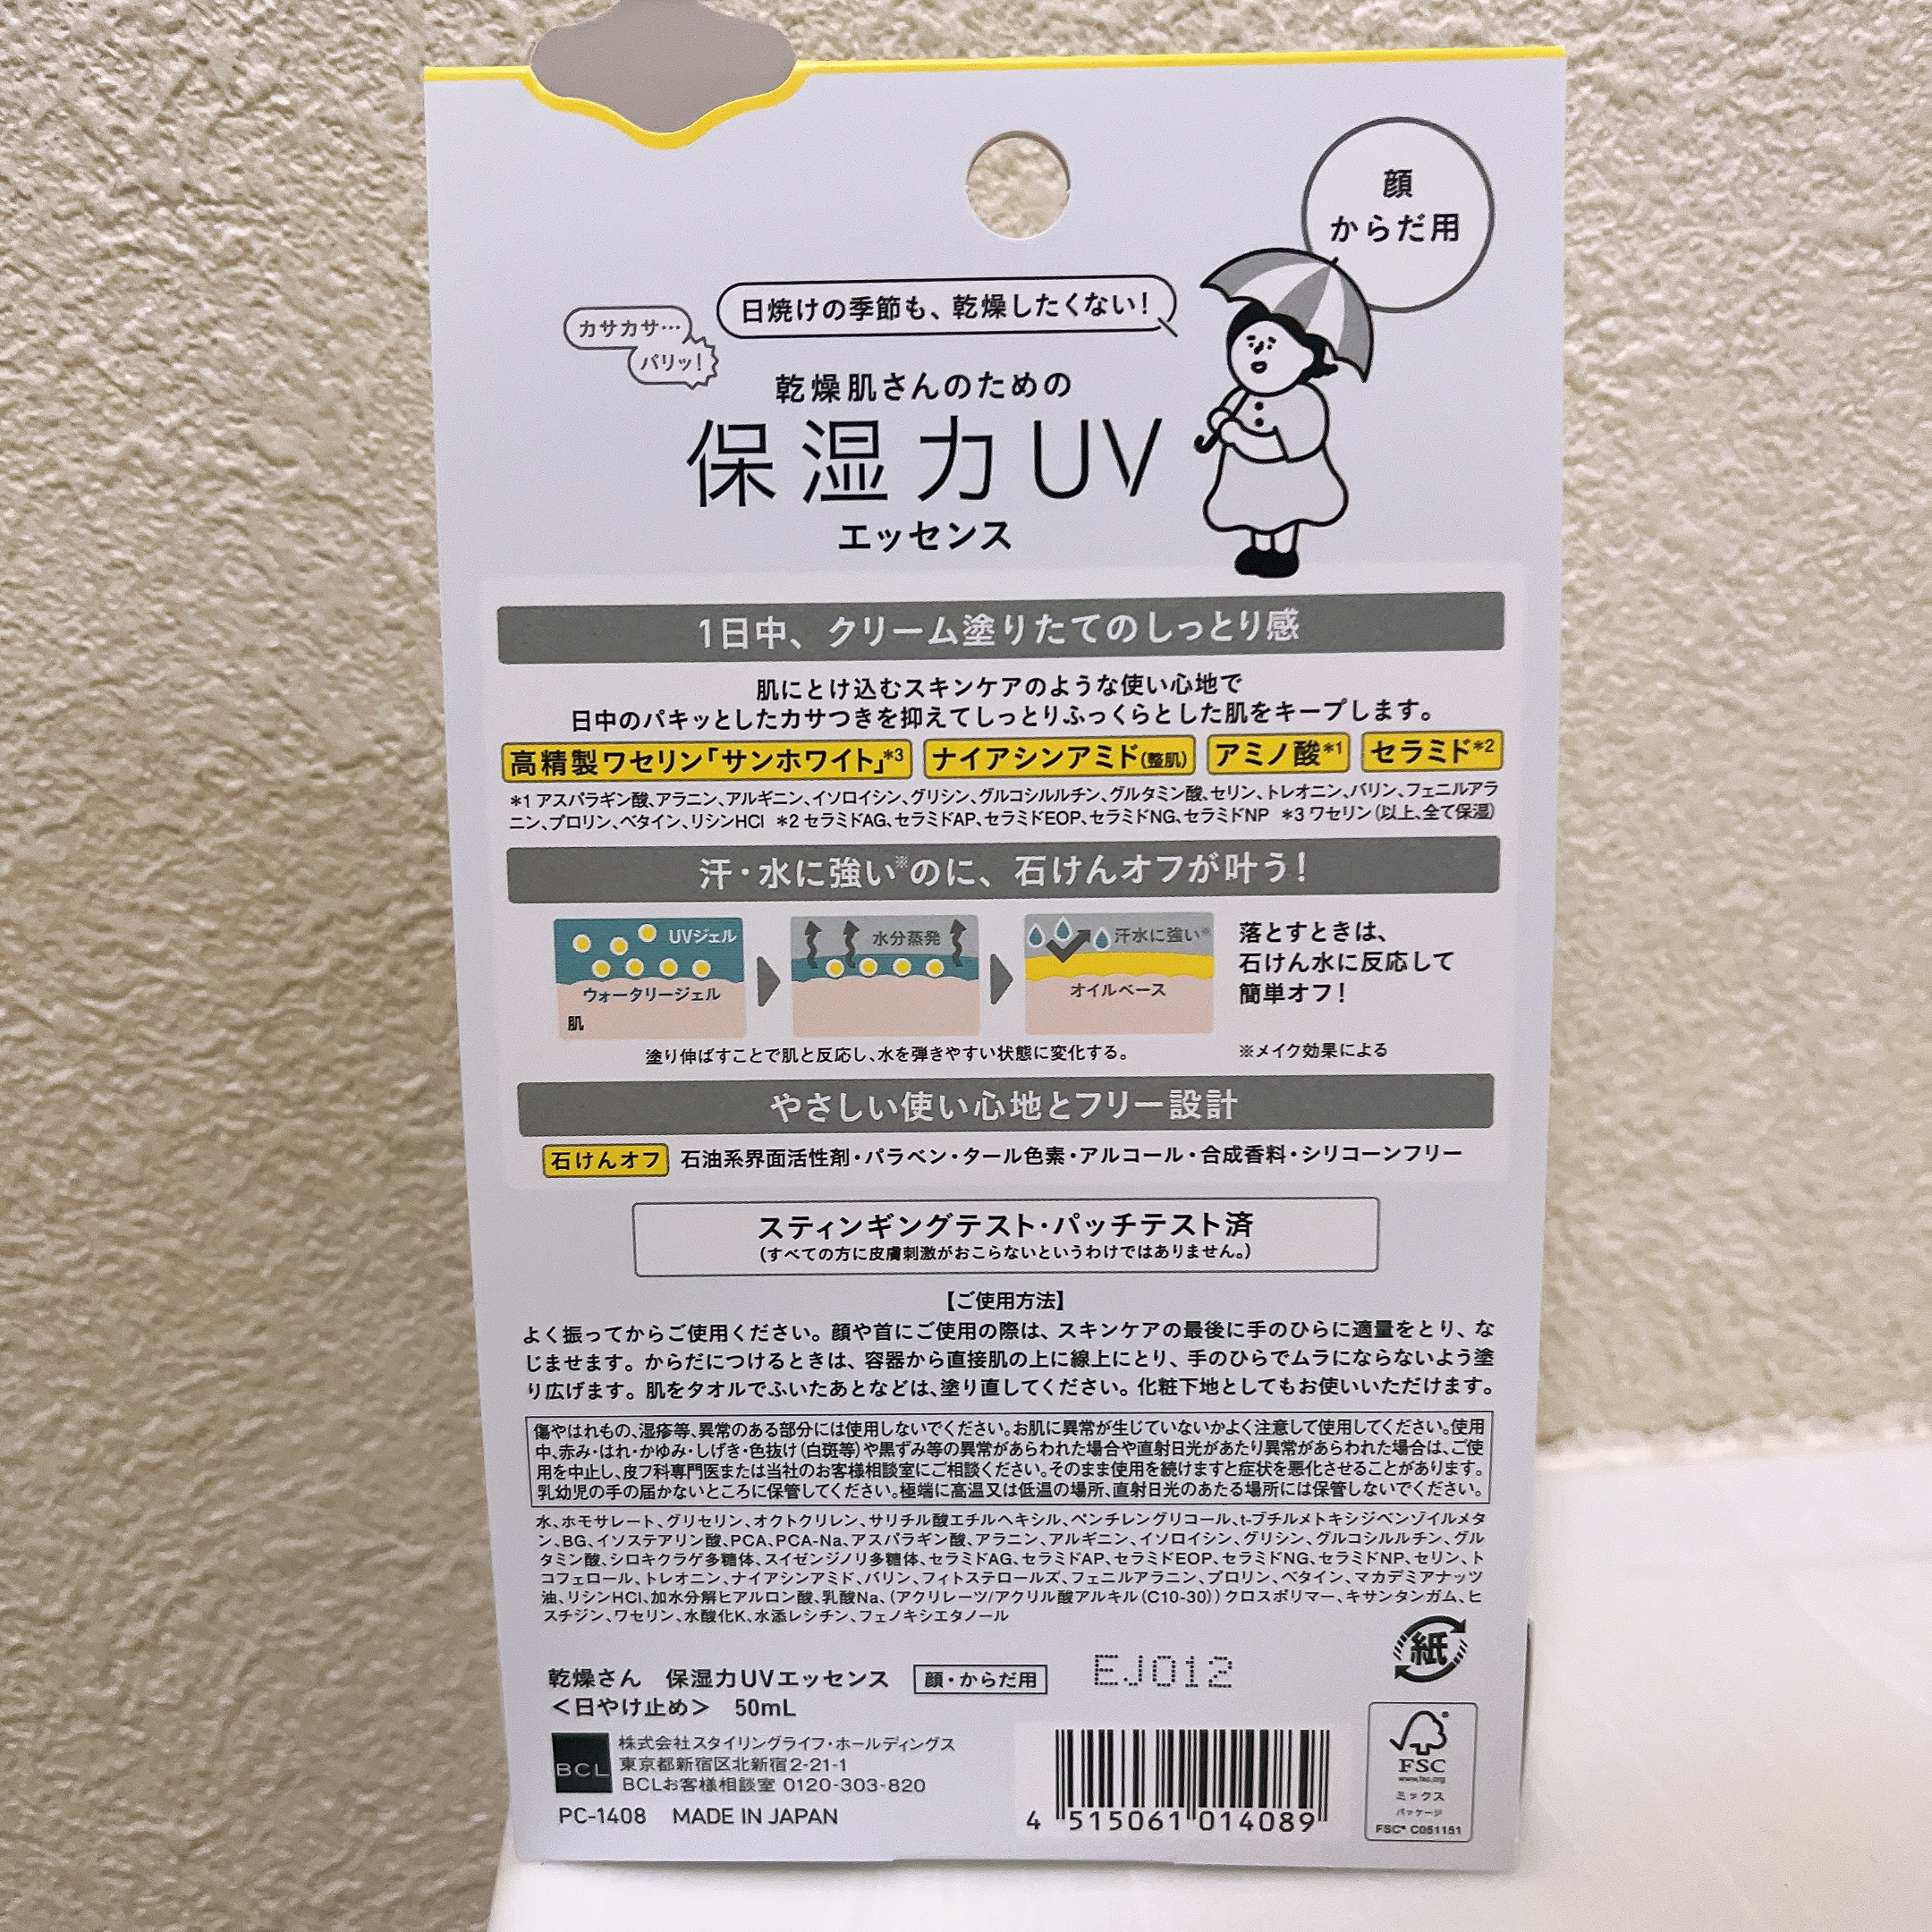 顔
からだ用
日焼けの季節も、乾燥したくない!
カサカサ…
パリッ!
乾燥肌さんのための
保湿力UV
エッセンス
1日中、クリーム塗りたてのしっとり感
肌にとけ込むスキンケアのような使い心地で
日中のパキッとしたカサつきを抑えてしっとりふっくらとした肌をキープします。
高精製ワセリン「サンホワイト」*3 ナイアシンアミド(整肌) アミノ酸*1 セラミド*2
*1 アスパラギン酸、アラニン、アルギニン、イソロイシン、グリシン、グルコシルルチン、グルタミン酸、セリン、トレオニン、バリン、フェニルアラ
ニン、プロリン、ベタイン、リシンHCl *2 セラミドAG、セラミドAP、セラミドEOP、セラミドNG、セラミドNP *3 ワセリン(以上、全て保湿)
汗・水に強い※のに、石けんオフが叶う!
UVジェル
ウォータリージェル
肌
水分蒸発
汗水に強い※
オイルベース
落とすときは、
石けん水に反応して
簡単オフ!
塗り伸ばすことで肌と反応し、水を弾きやすい状態に変化する。
※メイク効果による
やさしい使い心地とフリー設計
石けんオフ 石油系界面活性剤・パラベン・タール色素・アルコール・合成香料・シリコーンフリー
スティンギングテスト・パッチテスト済
(すべての方に皮膚刺激がおこらないというわけではありません。)
【ご使用方法】
よく振ってからご使用ください。顔や首にご使用の際は、スキンケアの最後に手のひらに適量をとり、な
じませます。からだにつけるときは、容器から直接肌の上に線上にとり、手のひらでムラにならないよう塗
り広げます。肌をタオルでふいたあとなどは、塗り直してください。化粧下地としてもお使いいただけます。
傷やはれもの、湿疹等、異常のある部分には使用しないでください。お肌に異常が生じていないかよく注意して使用してください。使用
中、赤み・はれ・かゆみ・しげき・色抜け(白斑等)や黒ずみ等の異常があらわれた場合や直射日光があたり異常があらわれた場合は、ご使
用を中止し、皮フ科専門医または当社のお客様相談室にご相談ください。そのまま使用を続けますと症状を悪化させることがあります。
乳幼児の手の届かないところに保管してください。極端に高温又は低温の場所、直射日光のあたる場所には保管しないでください。
水、ホモサレート、グリセリン、オクトクリレン、サリチル酸エチルヘキシル、ペンチレングリコール、t-ブチルメトキシジベンゾイルメタ
ン、BG、イソステアリン酸、PCA、PCA-Na、アスパラギン酸、アラニン、アルギニン、イソロイシン、グリシン、グルコシルルチン、グル
タミン酸、シロキクラゲ多糖体、スイゼンジノリ多糖体、セラミドAG、セラミドAP、セラミドEOP、セラミドNG、セラミドNP、セリン、ト
コフェロール、トレオニン、ナイアシンアミド、バリン、フィトステロールズ、フェニルアラニン、プロリン、ベタイン、マカデミアナッツ
油、リシンHCl、加水分解ヒアルロン酸、乳酸Na、(アクリレーツ/アクリル酸アルキル(C10-30))クロスポリマー、キサンタンガム、ヒ
スチジン、ワセリン、水酸化K、水添レシチン、フェノキシエタノール
紙
乾燥さん 保湿力UVエッセンス 顔・からだ用
EJ012
<日やけ止め> 50mL
BCL
株式会社スタイリングライフ・ホールディングス
東京都新宿区北新宿2-21-1
BCLお客様相談室 0120-303-820
PC-1408 MADE IN JAPAN
4 515061 014089
FSC
www.fsc.org
ミックス
パッケージ
FSC® C051151